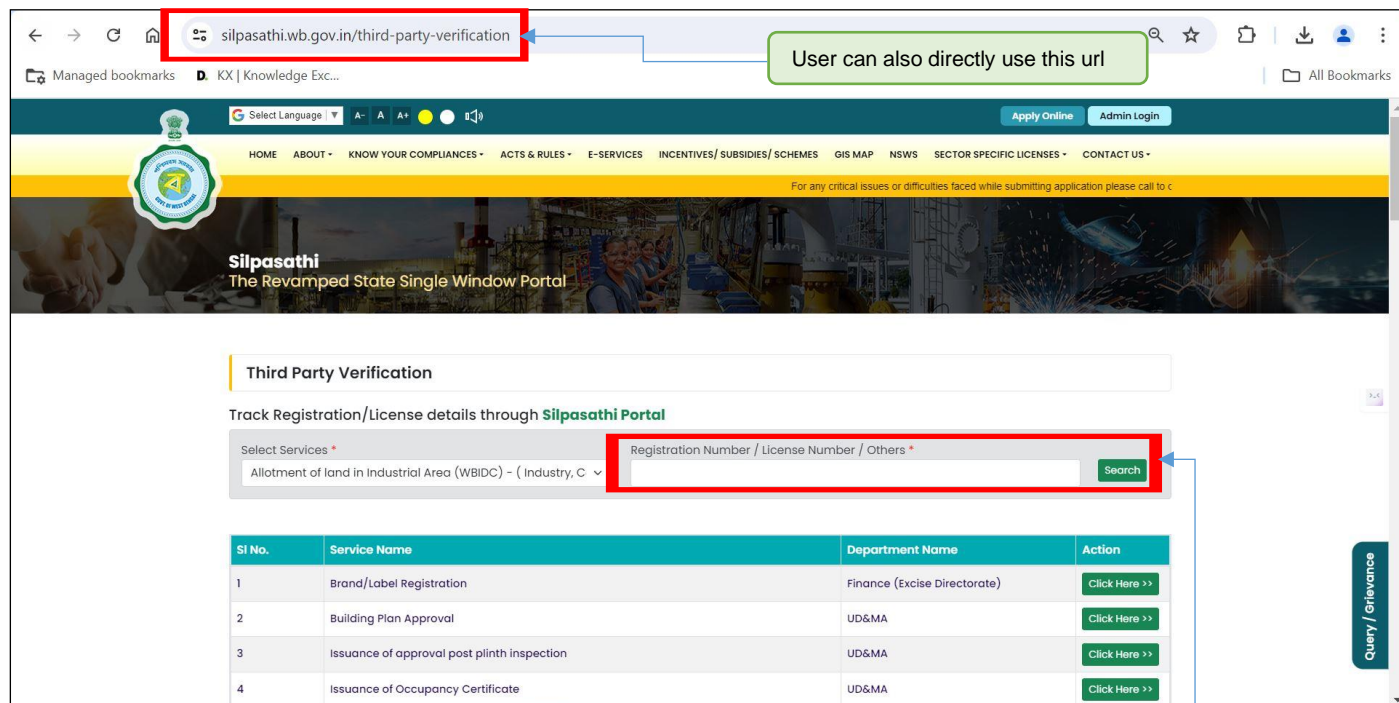 silpasathi.wb.gov.in/third-party-verification
User can also directly use this url
Managed bookmarks D. KX | Knowledge Exc... All Bookmarks
G Select Language ▼ A- A A+ Apply Online Admin Login
HOME ABOUT KNOW YOUR COMPLIANCES ACTS & RULES E-SERVICES INCENTIVES/ SUBSIDIES/ SCHEMES GIS MAP NSWS SECTOR SPECIFIC LICENSES CONTACT US
For any critical issues or difficulties faced while submitting application please call to c
Silpasathi
The Revamped State Single Window Portal
Third Party Verification
Track Registration/License details through Silpasathi Portal
Select Services * Registration Number / License Number / Others *
Allotment of land in Industrial Area (WBIDC) - ( Industry, C Search
Sl No. Service Name Department Name Action
1 Brand/Label Registration Finance (Excise Directorate) Click Here >>
2 Building Plan Approval UD&MA Click Here >>
3 Issuance of approval post plinth inspection UD&MA Click Here >>
4 Issuance of Occupancy Certificate UD&MA Click Here >>
Query / Grievance